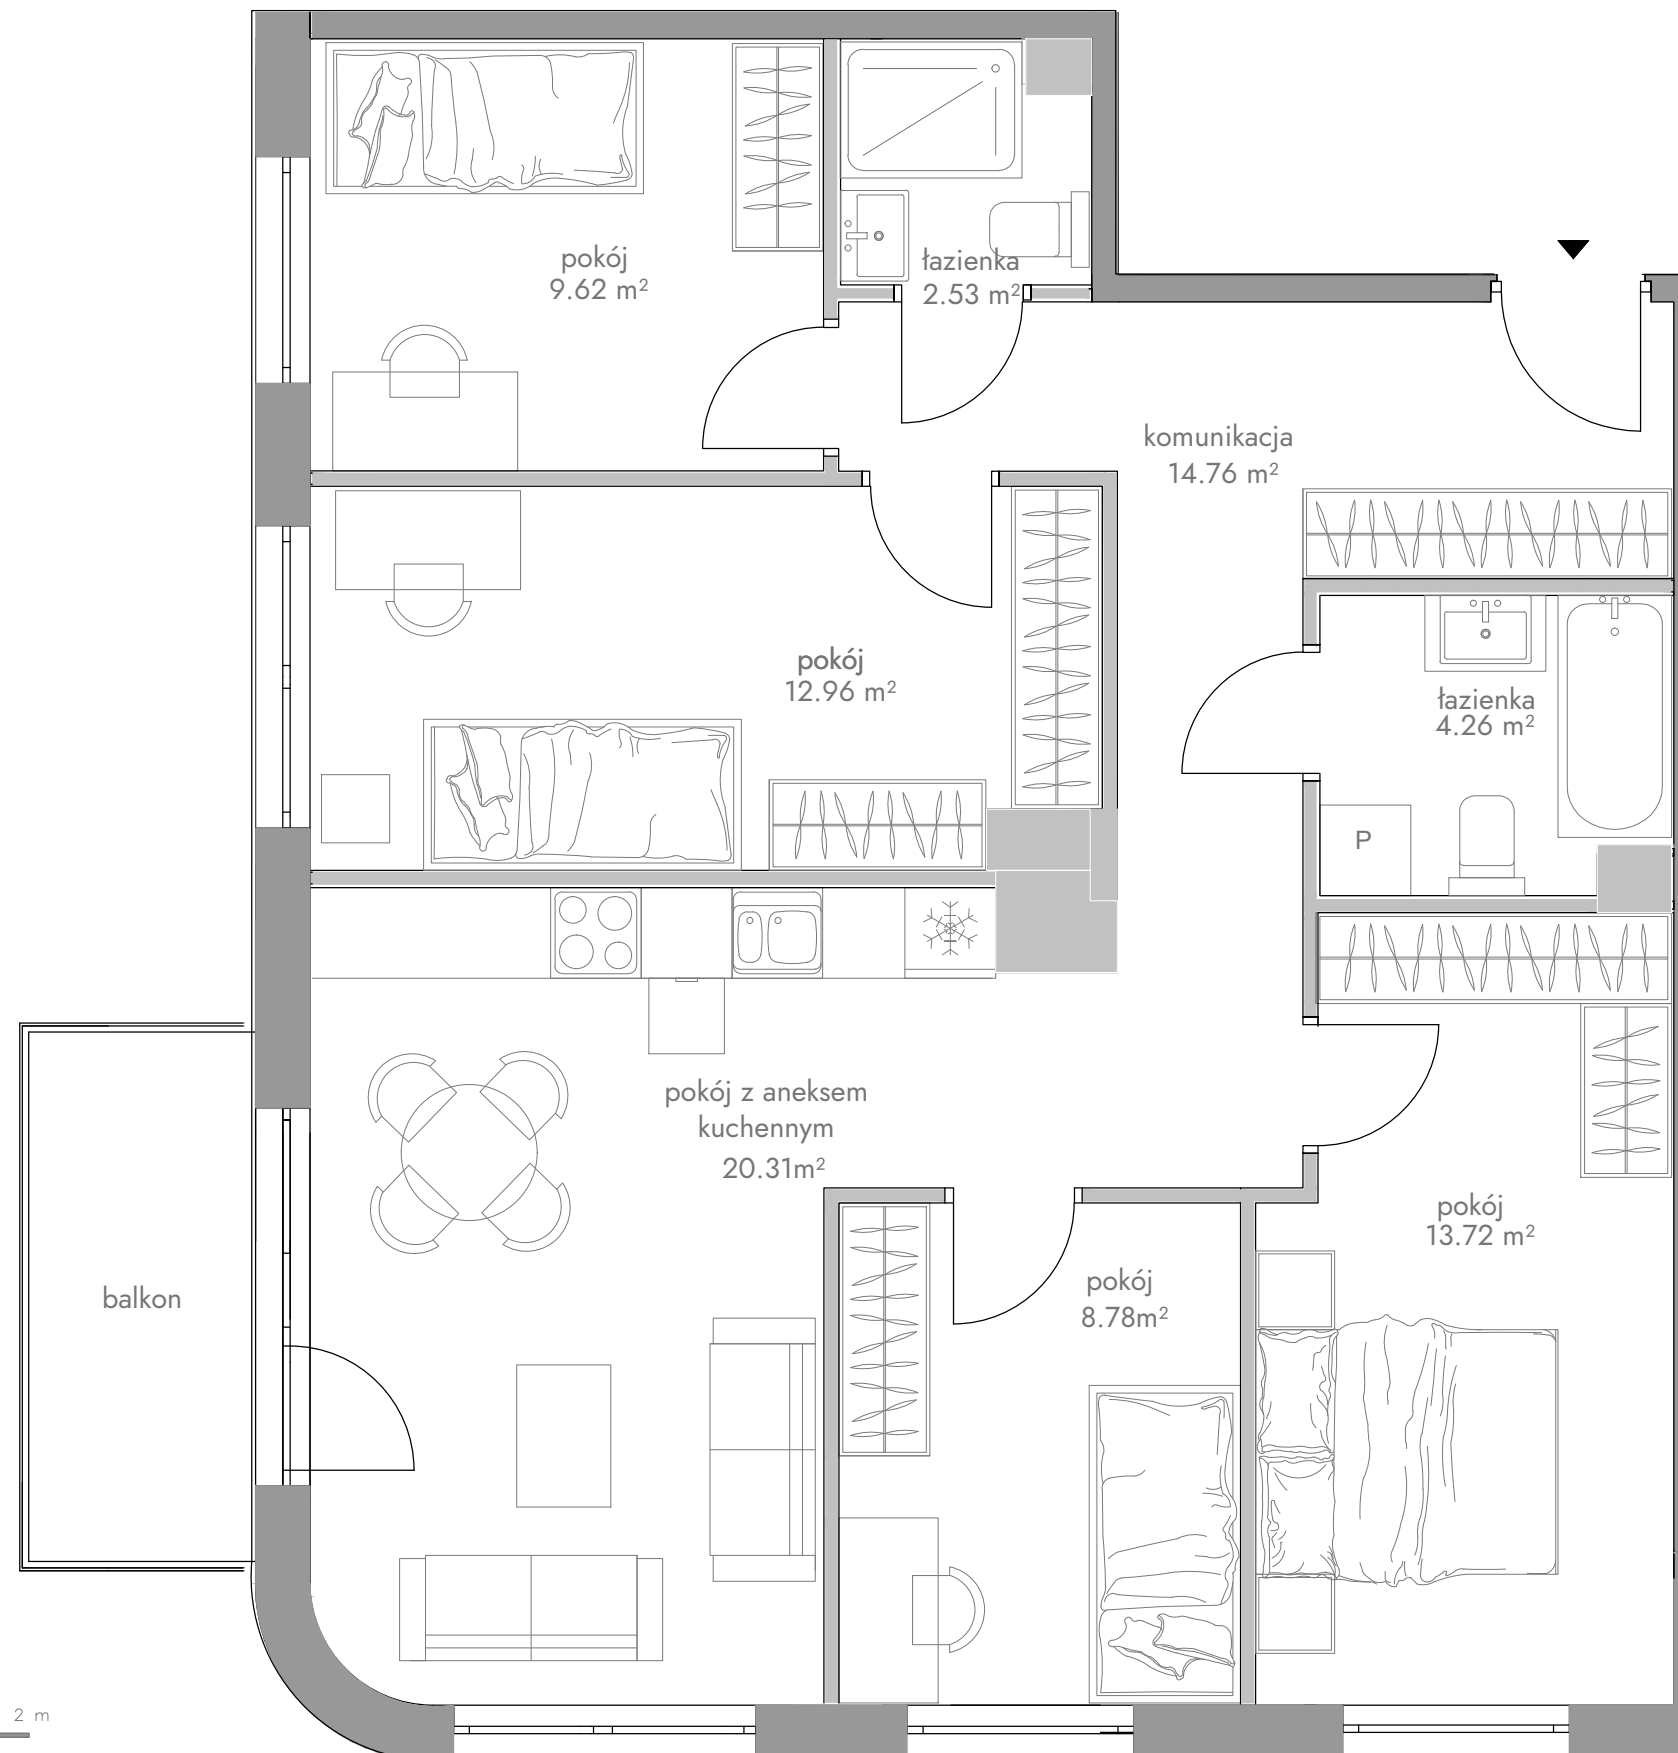 pokój
9.62 m²
łazienka
2.53 m²
komunikacja
14.76 m²
pokój
12.96 m²
łazienka
4.26 m²
P
pokój z aneksem
kuchennym
20.31m²
pokój
13.72 m²
pokój
8.78m²
balkon
2 m